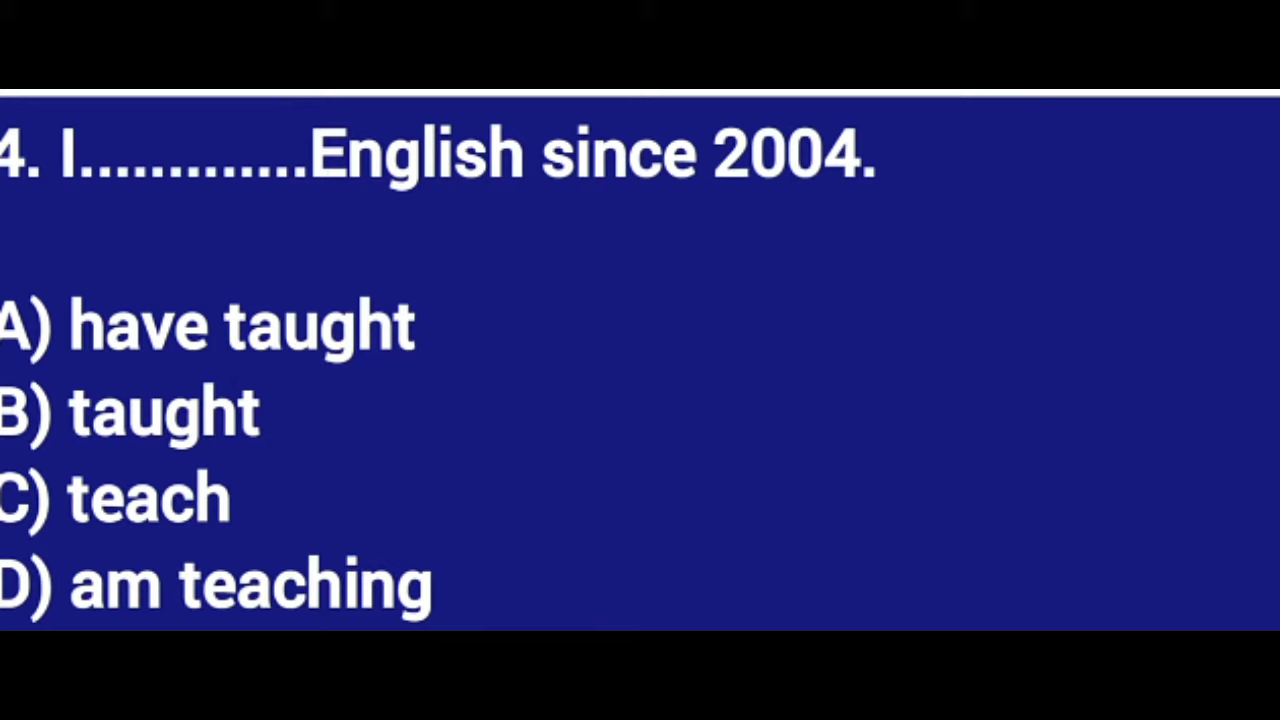 4. I.............English since 2004.
A) have taught
B) taught
C) teach
D) am teaching